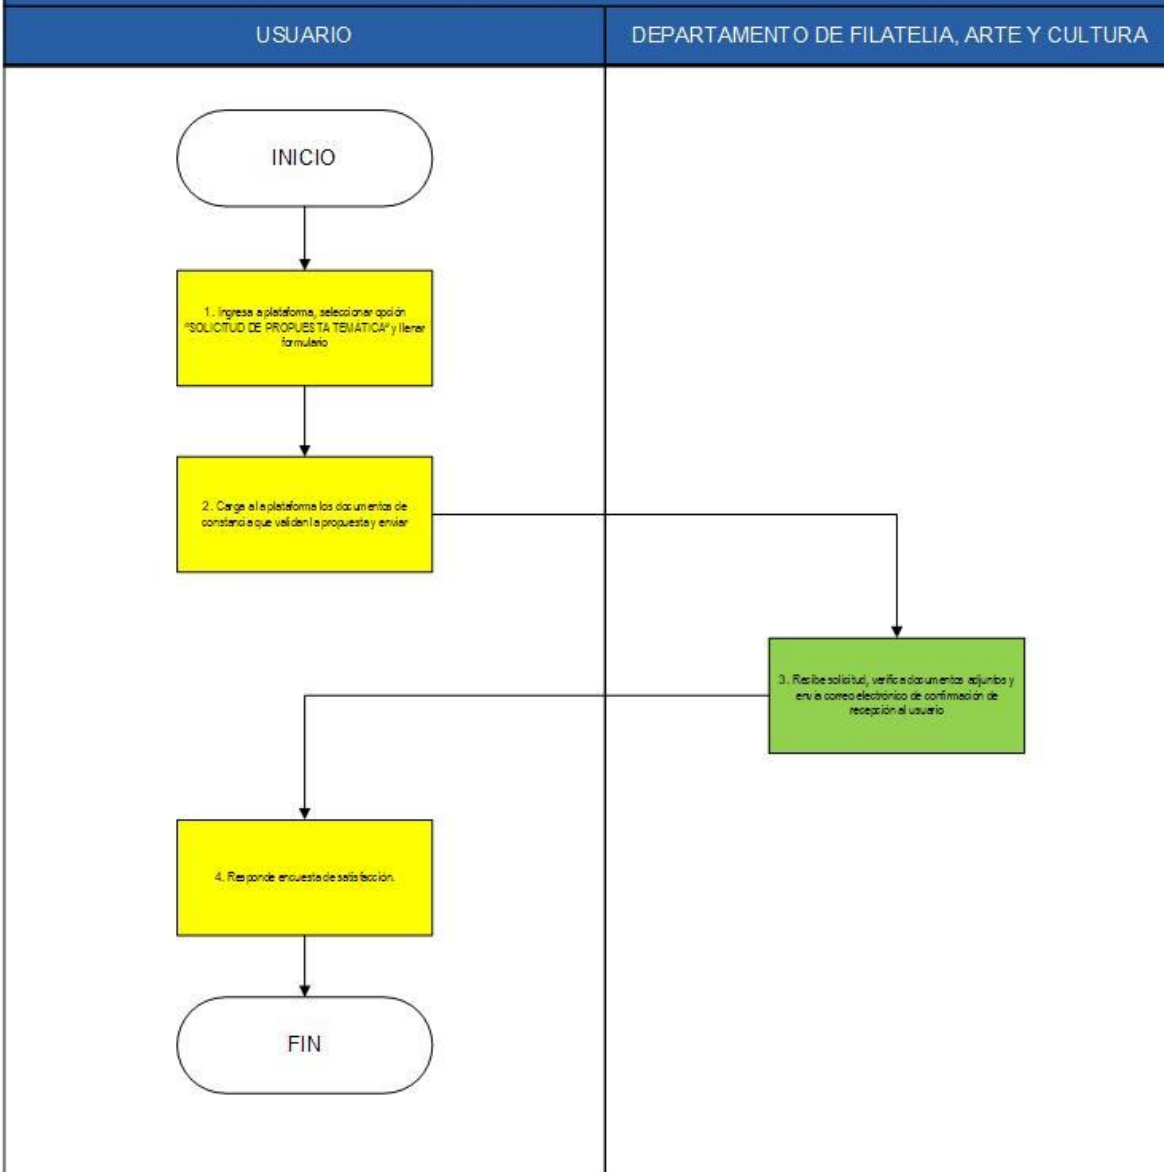 USUARIO
DEPARTAMENTO DE FILATELIA, ARTE Y CULTURA
INICIO
1. Ingresa a plataforma, seleccionar opción
"SOLICITUD DE PROPUESTA TEMÁTICA" y llenar
formulario
2. Carga a la plataforma los documentos de
constancia que validan la propuesta y enviar
3. Recibe solicitud, verifica documentos adjuntos y
envía correo electrónico de confirmación de
recepción al usuario
4. Responde encuesta de satisfacción.
FIN